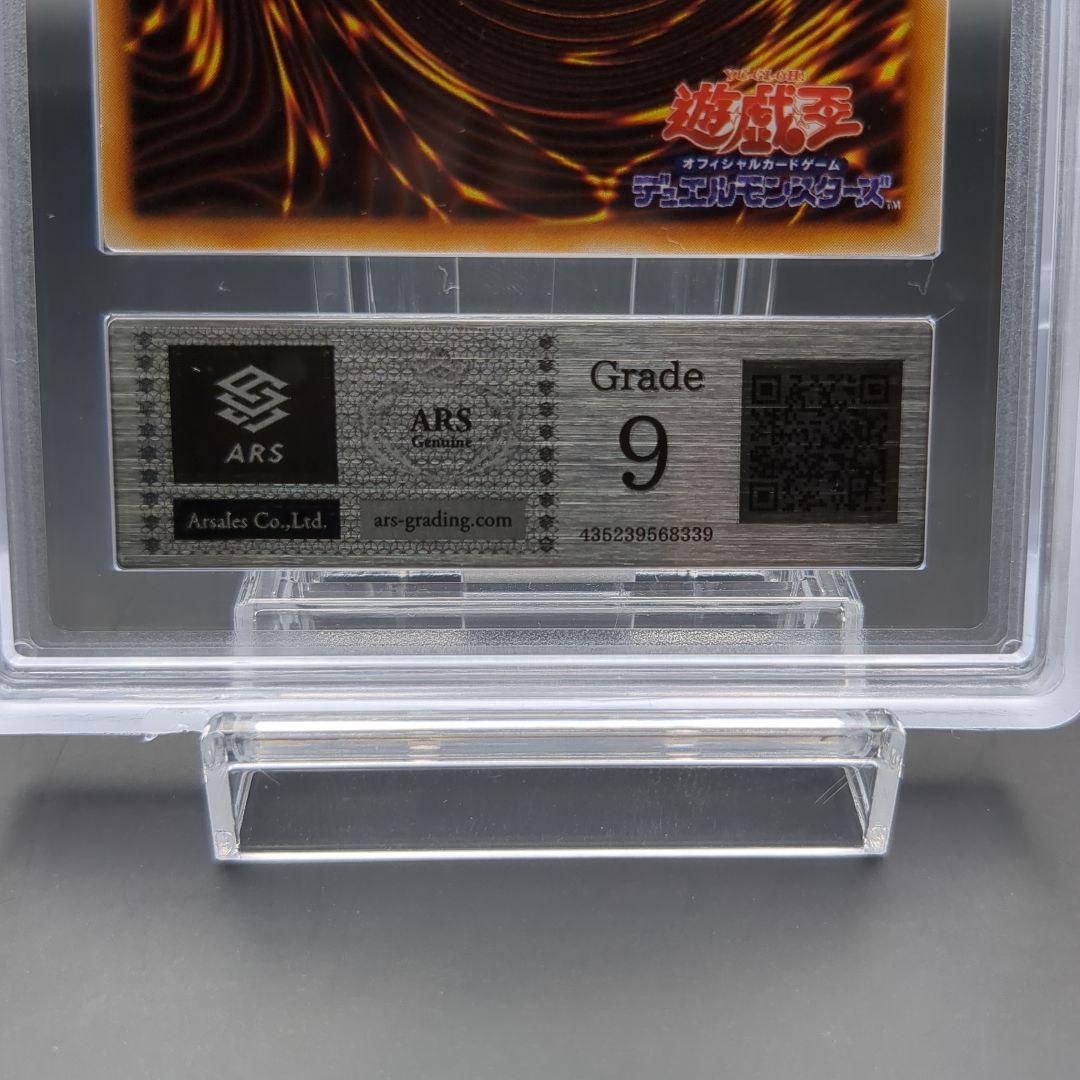 YU-GI-OH!
遊戯王
オフィシャルカードゲーム
デュエルモンスターズ
TM
ARS
Arsales Co.,Ltd.
ARS
Genuine
ars-grading.com
Grade
9
435239568339